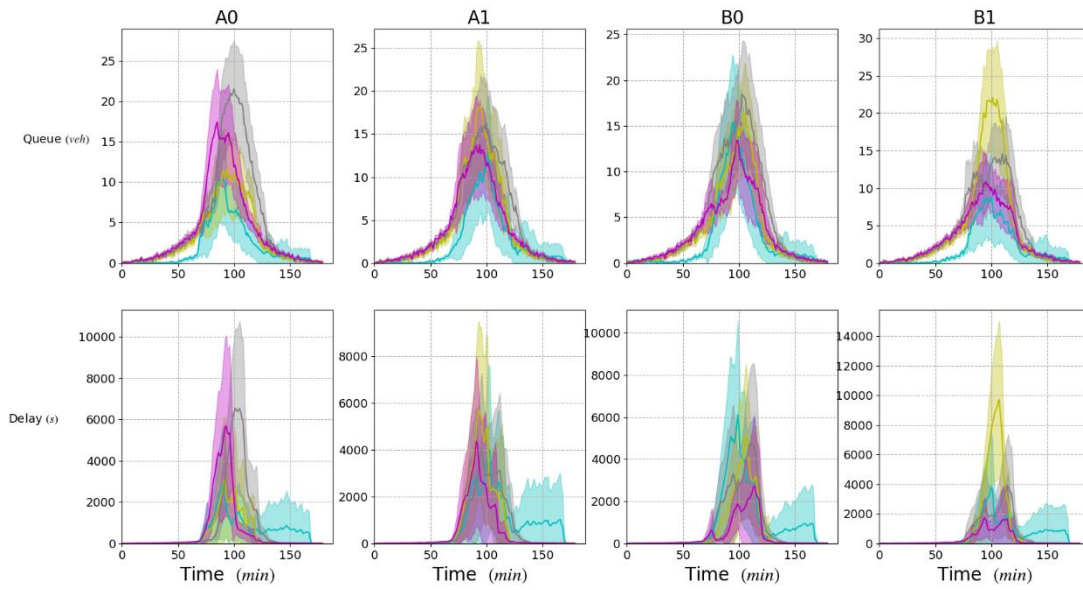 A0 A1 B0 B1
25 25 25 30
20 20 20 25
Queue (veh) 15 15 15 20
10 10 10 15
5 5 5 10
0 0 0 5
0
0 50 100 150 0 50 100 150 0 50 100 150 0 50 100 150
10000 8000 10000 14000
8000 6000 8000 12000
Delay (s) 6000 4000 6000 10000
4000 2000 4000 8000
2000 0 2000 6000
0 0 4000
2000
0
0 50 100 150 0 50 100 150 0 50 100 150 0 50 100 150
Time (min) Time (min) Time (min) Time (min)